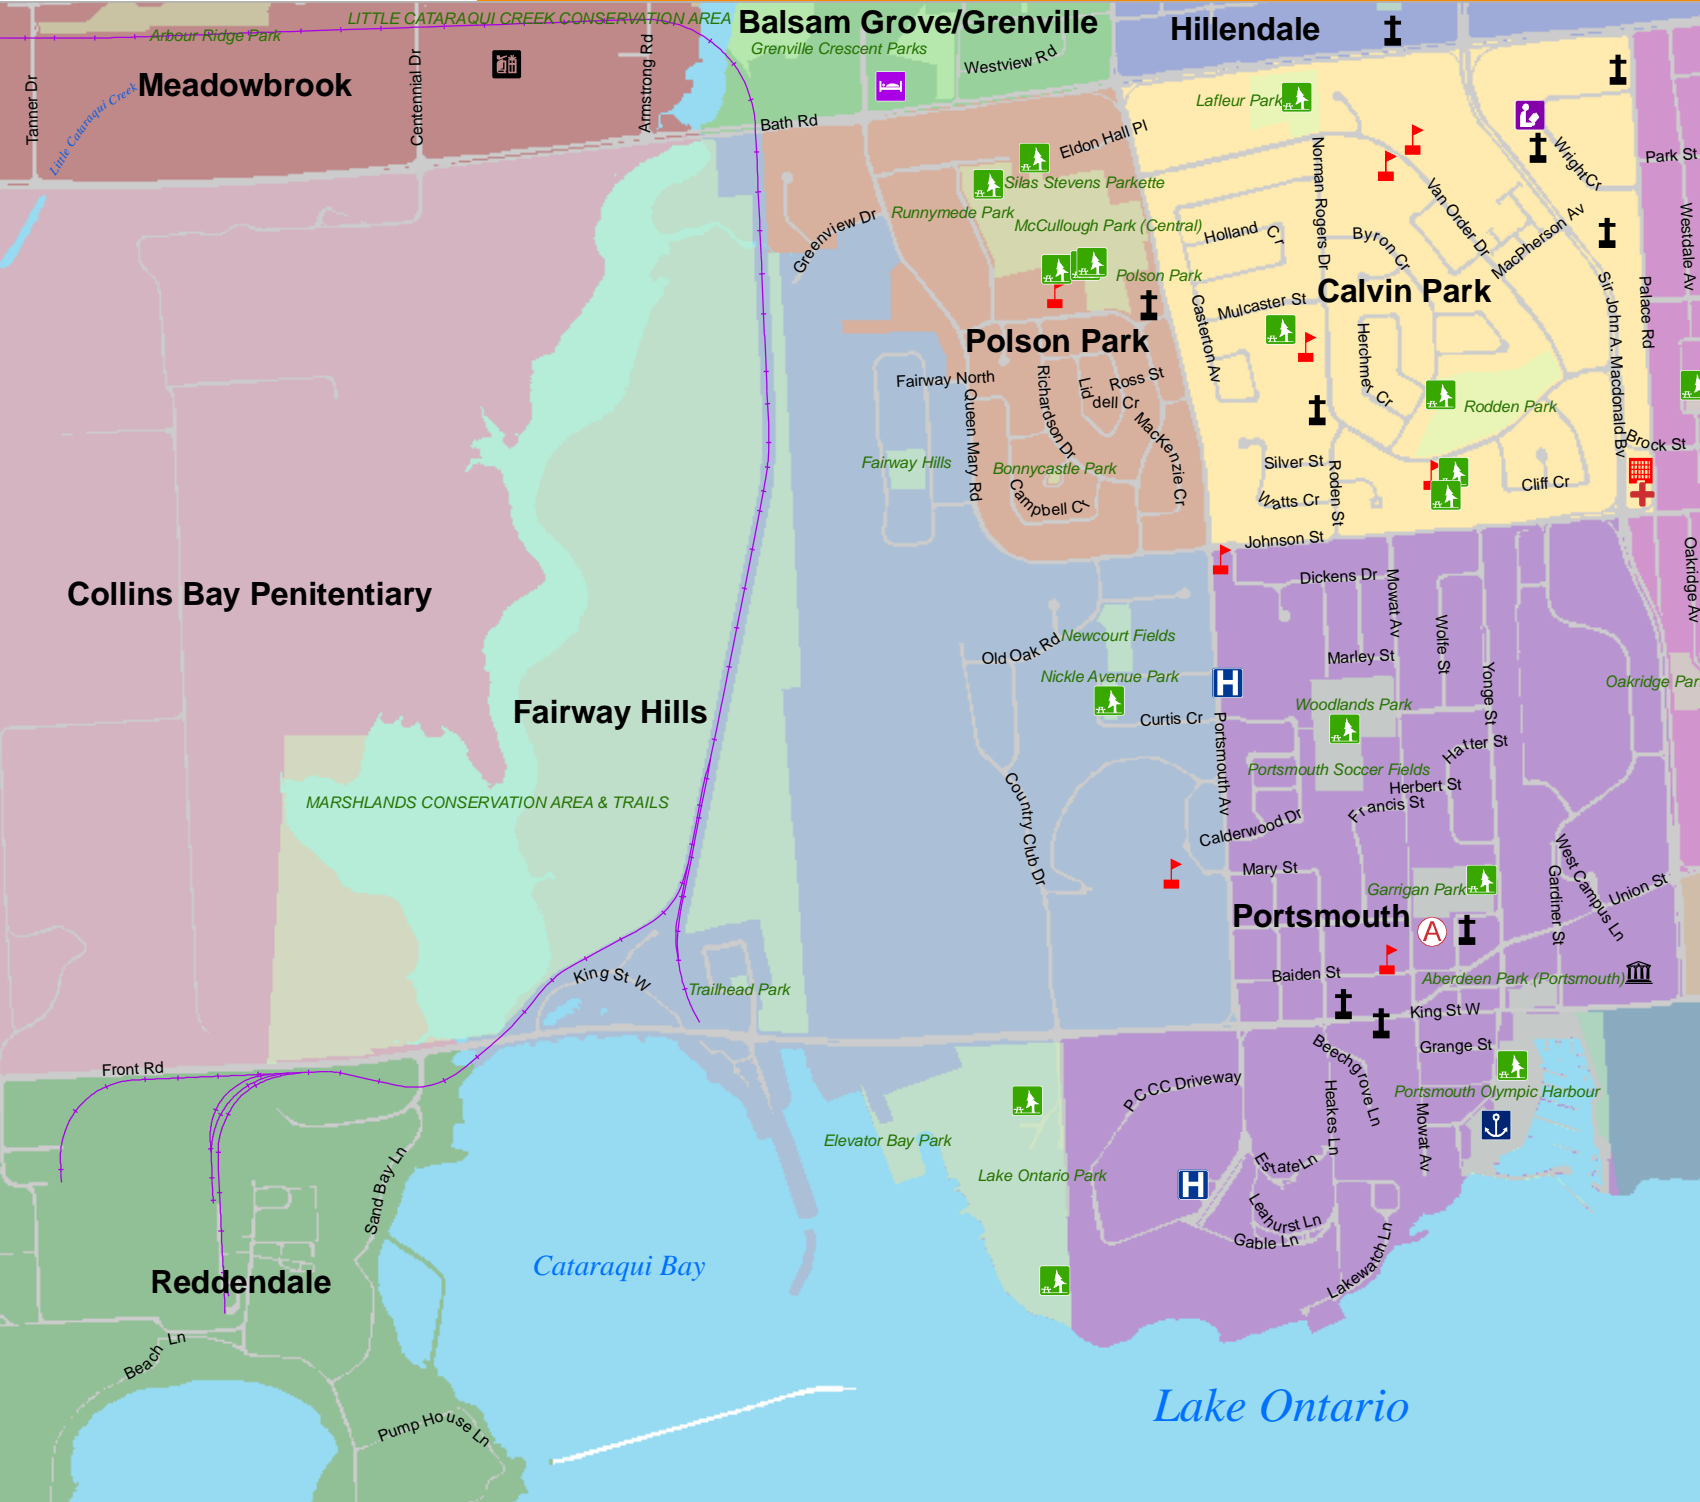 LITTLE CATARAQUI CREEK CONSERVATION AREA
Balsam Grove/Grenville
Hillendale
Arbour Ridge Park
Grenville Crescent Parks
Westview Rd
Meadowbrook
Tanner Dr
Little Cataraqui Creek
Centennial Dr
Armstrong Rd
Bath Rd
Lafleur Park
Eldon Hall Pl
Norman Rogers Dr
Wright Cr
Park St
Silas Stevens Parkette
Van Order Dr
Runnymede Park
McCullough Park (Central)
Greenview Dr
Holland Cr
Byron Cr
MacPherson Av
Westdale Av
Polson Park
Calvin Park
Mulcaster St
Casterton Av
Sir John A. Macdonald Bv
Palace Rd
Polson Park
Herchmer Cr
Fairway North
Queen Mary Rd
Richardson Dr
Liddell Cr
Ross St
MacKenzie Cr
Rodden Park
Brock St
Fairway Hills
Bonnycastle Park
Campbell Ct
Silver St
Roden St
Watts Cr
Cliff Cr
Johnson St
Oakridge Av
Collins Bay Penitentiary
Dickens Dr
Mowat Av
Wolfe St
Newcourt Fields
Old Oak Rd
Marley St
Yonge St
Nickle Avenue Park
H
Oakridge Par
Fairway Hills
Curtis Cr
Portsmouth Av
Woodlands Park
Hatter St
Portsmouth Soccer Fields
Herbert St
Francis St
MARSHLANDS CONSERVATION AREA & TRAILS
Country Club Dr
Calderwood Dr
Mary St
Garrigan Park
Gardiner St
West Campus Ln
Union St
Portsmouth
A
King St W
Trailhead Park
Baiden St
Aberdeen Park (Portsmouth)
King St W
Front Rd
Beechgrove Ln
Grange St
P.C.C.C Driveway
Heakes Ln
Mowat Av
Portsmouth Olympic Harbour
Elevator Bay Park
Lake Ontario Park
H
Estate Ln
Sand Bay Ln
Leahurst Ln
Gable Ln
Lakewatch Ln
Cataraqui Bay
Reddendale
Beach Ln
Pump House Ln
Lake Ontario